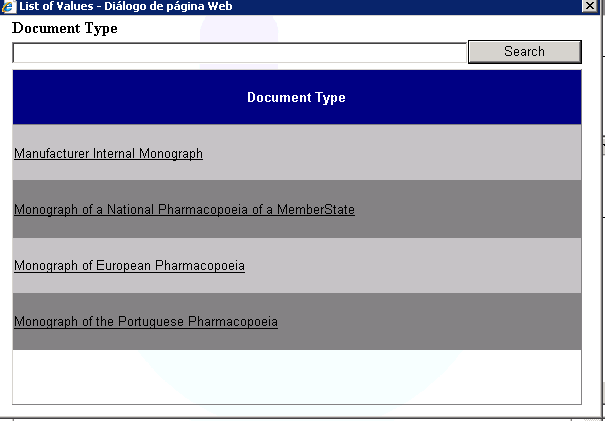 List of Values - Diálogo de página Web
Document Type
Search
Document Type
Manufacturer Internal Monograph
Monograph of a National Pharmacopoeia of a MemberState
Monograph of European Pharmacopoeia
Monograph of the Portuguese Pharmacopoeia